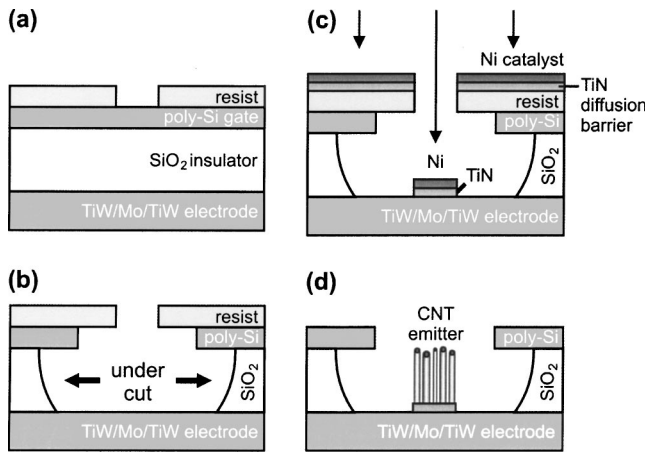 (a)
resist
poly-Si gate
SiO2 insulator
TiW/Mo/TiW electrode
(b)
resist
poly-Si
under
cut
SiO2
TiW/Mo/TiW electrode
(c)
Ni catalyst
TiN
diffusion
barrier
resist
poly-Si
Ni
TiN
SiO2
TiW/Mo/TiW electrode
(d)
CNT
emitter
poly-Si
SiO2
TiW/Mo/TiW electrode